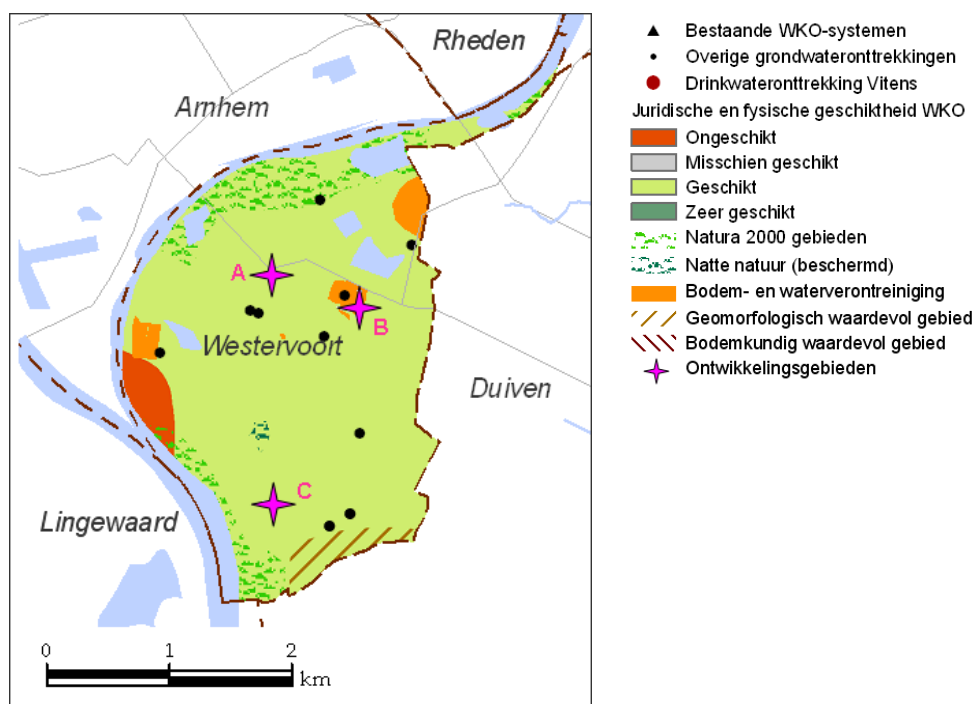 Rheden
Arnhem
A
B
Westervoort
Duiven
C
Lingewaard
0 1 2
km
Bestaande WKO-systemen
Overige grondwateronttrekkingen
Drinkwateronttrekking Vitens
Juridische en fysische geschiktheid WKO
Ongeschikt
Misschien geschikt
Geschikt
Zeer geschikt
Natura 2000 gebieden
Natte natuur (beschermd)
Bodem- en waterverontreiniging
Geomorfologisch waardevol gebied
Bodemkundig waardevol gebied
Ontwikkelingsgebieden